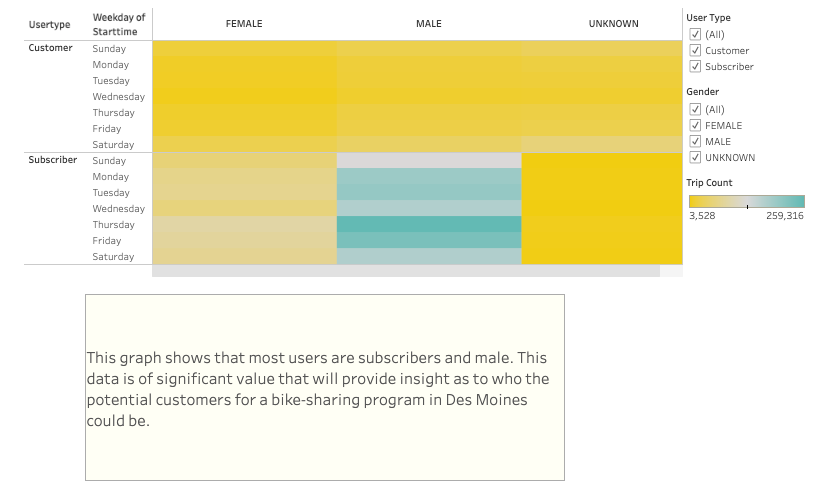 Usertype Weekday of Starttime FEMALE MALE UNKNOWN
Customer Sunday
Monday
Tuesday
Wednesday
Thursday
Friday
Saturday
Subscriber Sunday
Monday
Tuesday
Wednesday
Thursday
Friday
Saturday
User Type
(All)
Customer
Subscriber
Gender
(All)
FEMALE
MALE
UNKNOWN
Trip Count
3,528 259,316
This graph shows that most users are subscribers and male. This
data is of significant value that will provide insight as to who the
potential customers for a bike-sharing program in Des Moines
could be.